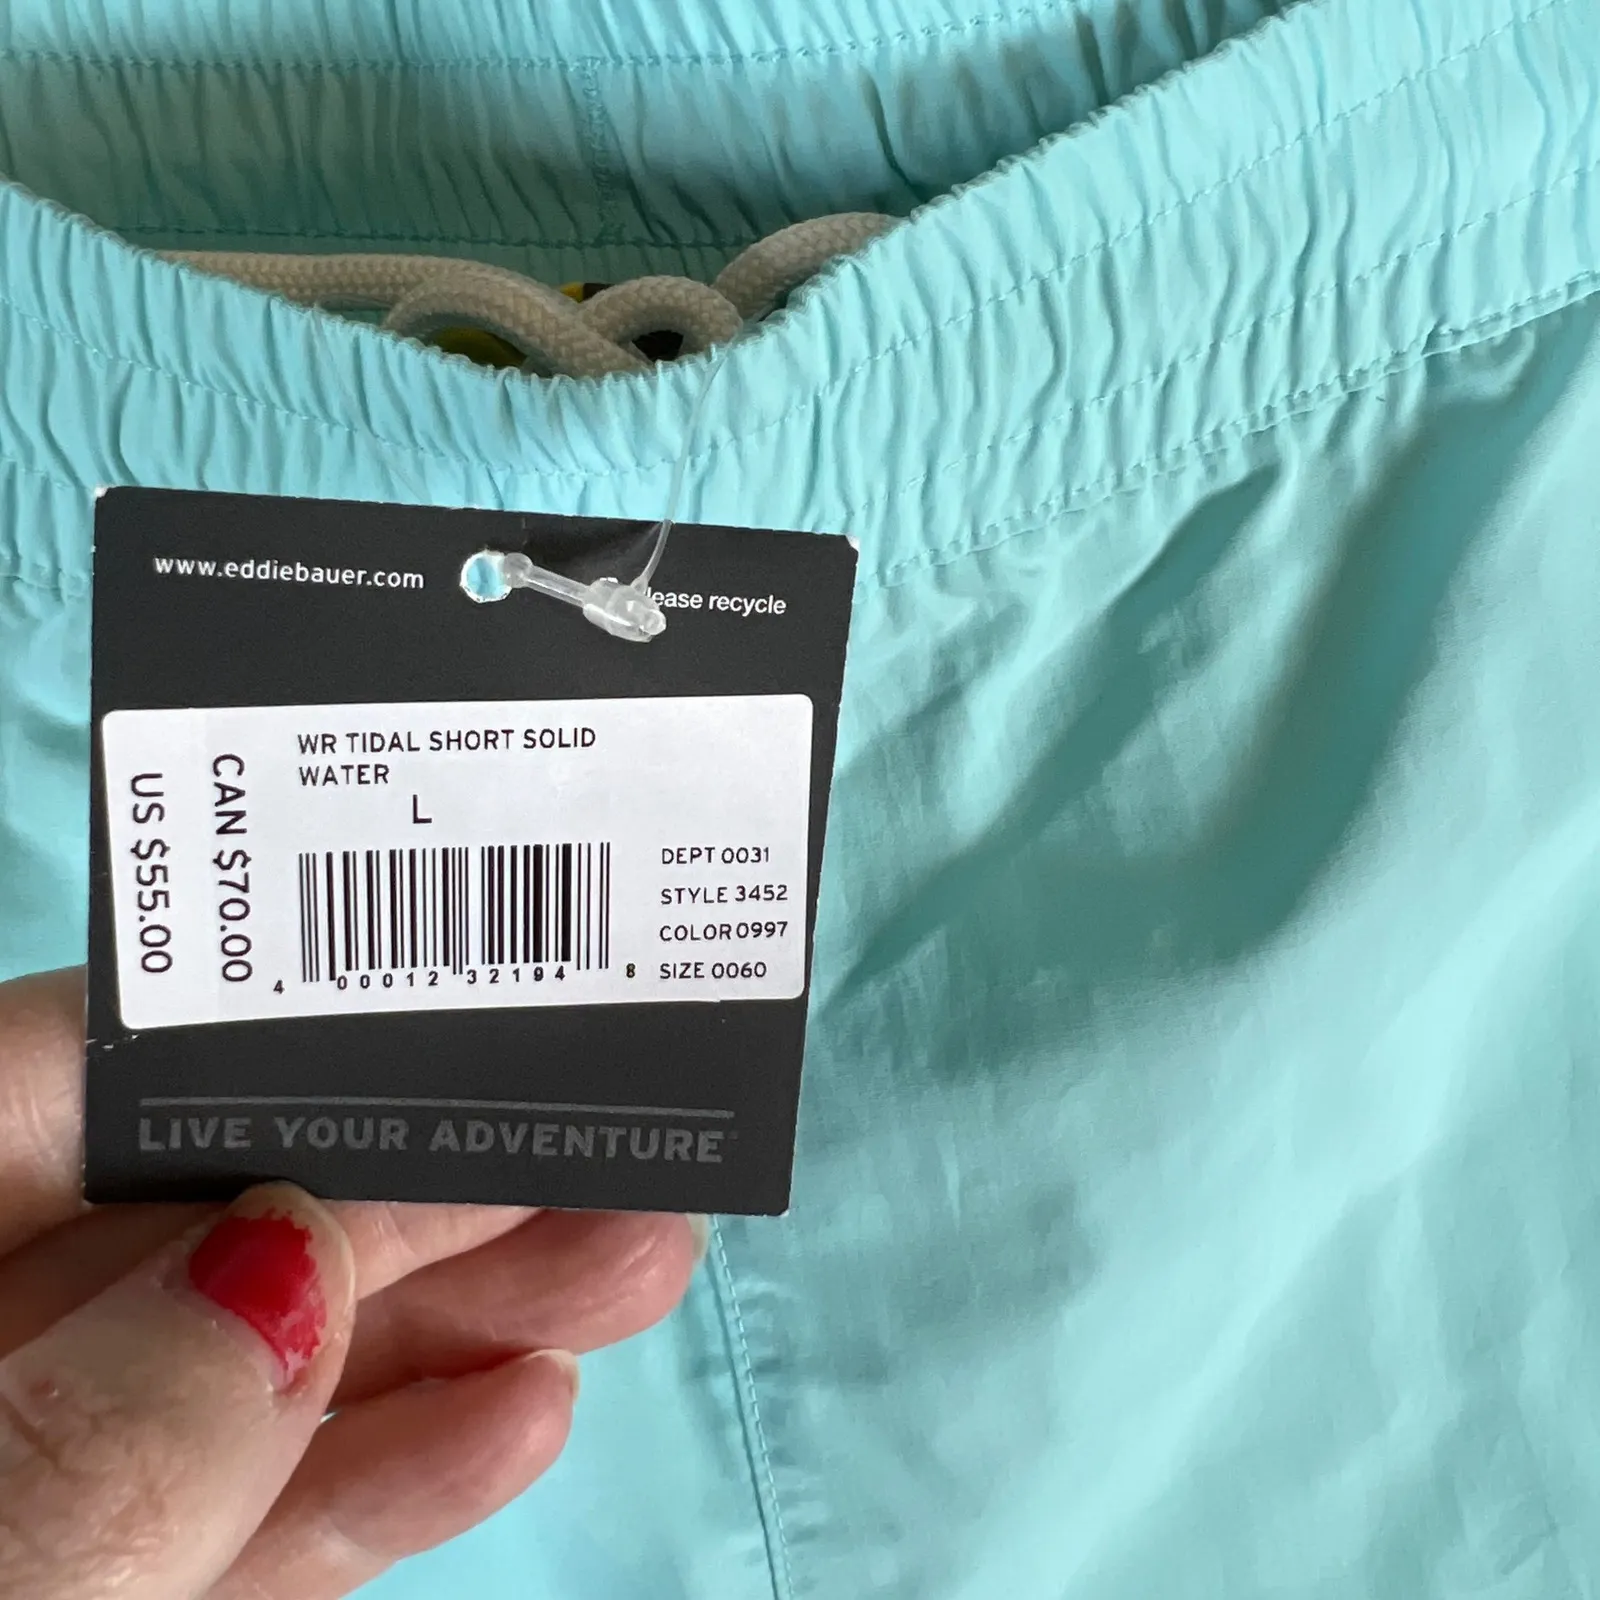 www.eddiebauer.com
lease recycle
WR TIDAL SHORT SOLID
WATER
L
US $55.00
CAN $70.00
DEPT 0031
STYLE 3452
COLOR 0997
SIZE 0060
4 00012 32194 8
LIVE YOUR ADVENTURE